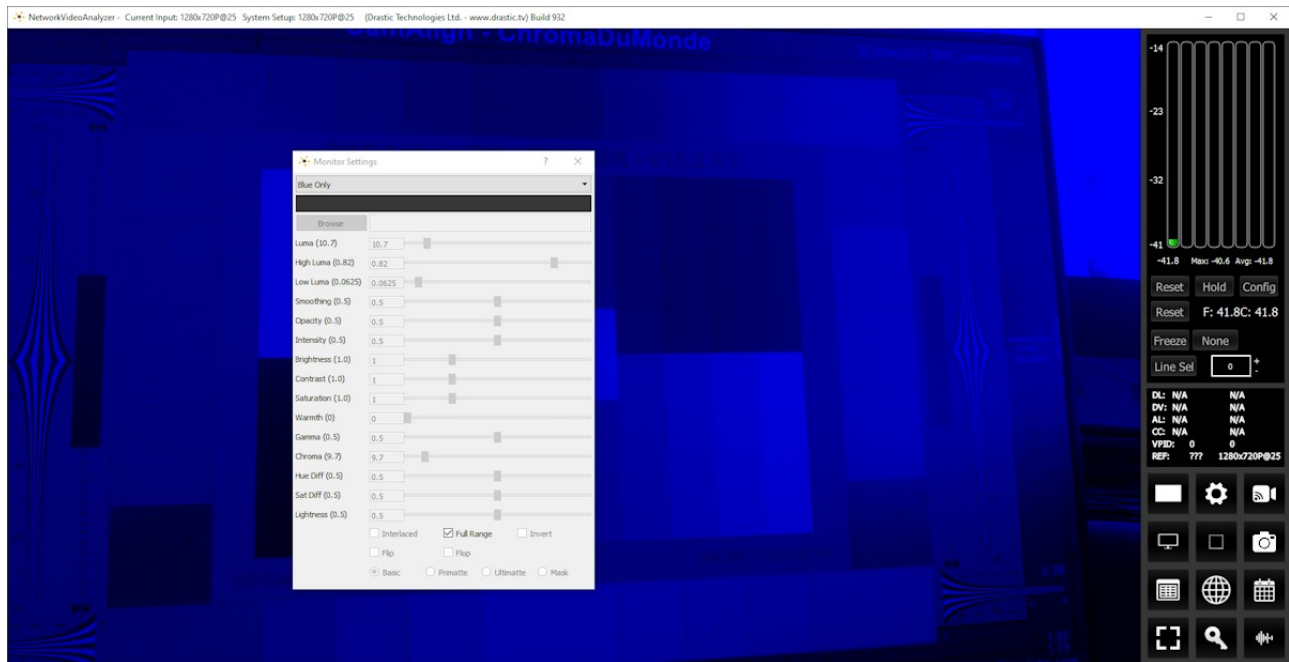 NetworkVideoAnalyzer - Current Input: 1280x720P@25 System Setup: 1280x720P@25 (Drastic Technologies Ltd. - www.drastic.tv) Build 932
CamAlign - ChromaDuMonde
Monitor Settings ?
Blue Only
Browse
Luma (10.7) 10.7
High Luma (0.82) 0.82
Low Luma (0.0625) 0.0625
Smoothing (0.5) 0.5
Opacity (0.5) 0.5
Intensity (0.5) 0.5
Brightness (1.0) 1
Contrast (1.0) 1
Saturation (1.0) 1
Warmth (0) 0
Gamma (0.5) 0.5
Chroma (9.7) 9.7
Hue Diff (0.5) 0.5
Sat Diff (0.5) 0.5
Lightness (0.5) 0.5
Interlaced Full Range Invert
Flip Flop
Basic Primatte Ultimatte Mask
-14
-23
-32
-41
-41.8 Max: -40.6 Avg: -41.8
Reset Hold Config
Reset F: 41.8C: 41.8
Freeze None
Line Sel 0 + -
DL: N/A N/A
DV: N/A N/A
AL: N/A N/A
CC: N/A N/A
VPID: 0 0
REF: ??? 1280x720P@25